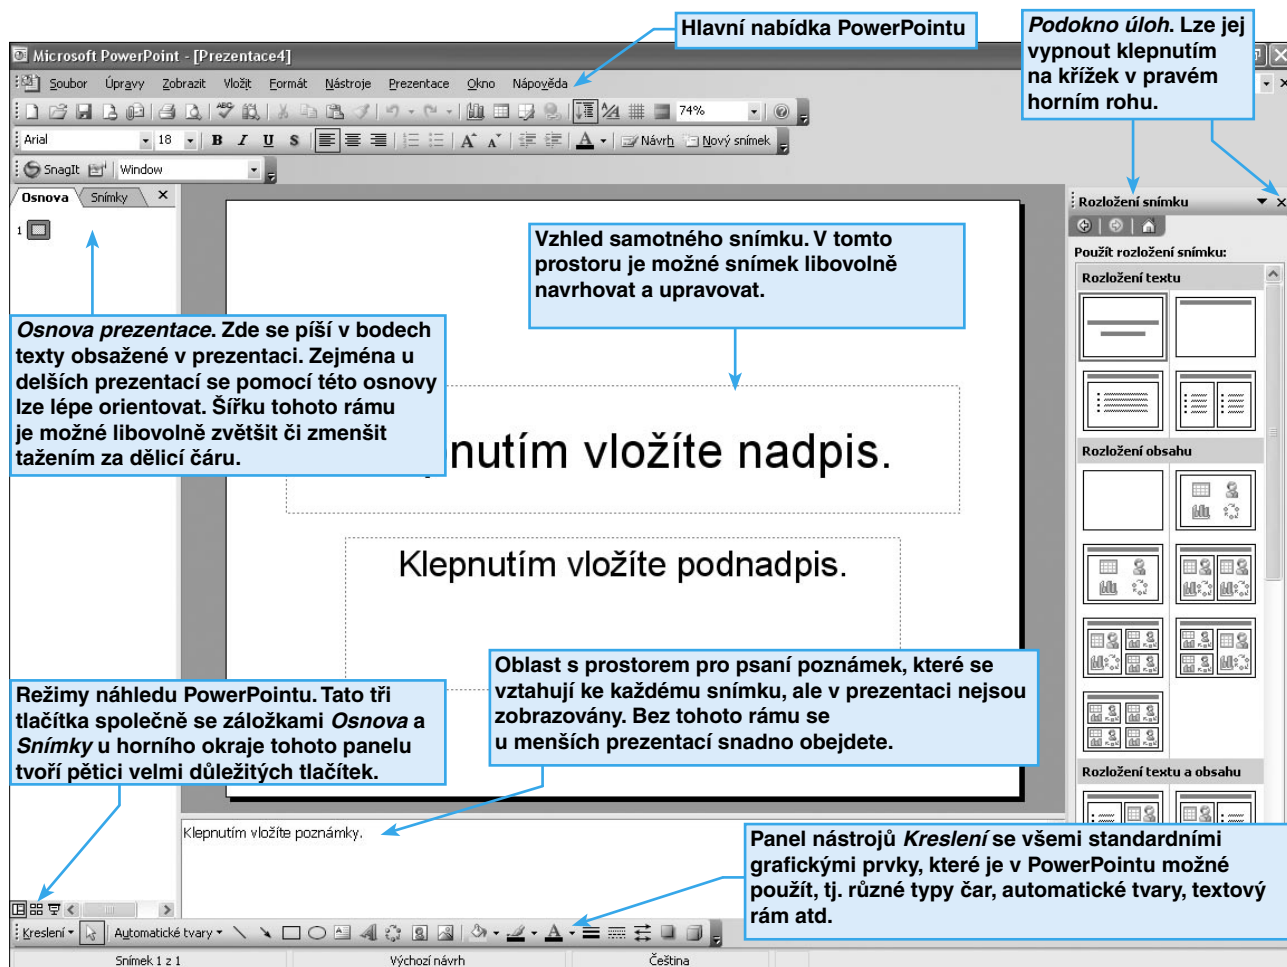 Hlavní nabídka PowerPointu
Podokno úloh. Lze jej
vypnout klepnutím
na křížek v pravém
horním rohu.
Microsoft PowerPoint - [Prezentace4]
Soubor Úpravy Zobrazit Vložit Formát Nástroje Prezentace Okno Nápověda
74%
Arial 18 B I U S A A A Návrh Nový snímek
SnagIt Window
Osnova Snímky
1
Rozložení snímku
Použít rozložení snímku:
Rozložení textu
Vzhled samotného snímku. V tomto
prostoru je možné snímek libovolně
navrhovat a upravovat.
Osnova prezentace. Zde se píší v bodech
texty obsažené v prezentaci. Zejména u
delších prezentací se pomocí této osnovy
lze lépe orientovat. Šířku tohoto rámu
je možné libovolně zvětšit či zmenšit
tažením za dělicí čáru.
pnutím vložíte nadpis.
Rozložení obsahu
Klepnutím vložíte podnadpis.
Oblast s prostorem pro psaní poznámek, které se
vztahují ke každému snímku, ale v prezentaci nejsou
zobrazovány. Bez tohoto rámu se
u menších prezentací snadno obejdete.
Režimy náhledu PowerPointu. Tato tři
tlačítka společně se záložkami Osnova a
Snímky u horního okraje tohoto panelu
tvoří pětici velmi důležitých tlačítek.
Rozložení textu a obsahu
Klepnutím vložíte poznámky.
Panel nástrojů Kreslení se všemi standardními
grafickými prvky, které je v PowerPointu možné
použít, tj. různé typy čar, automatické tvary, textový
rám atd.
Kreslení Automatické tvary A
Snímek 1 z 1 Výchozí návrh Čeština